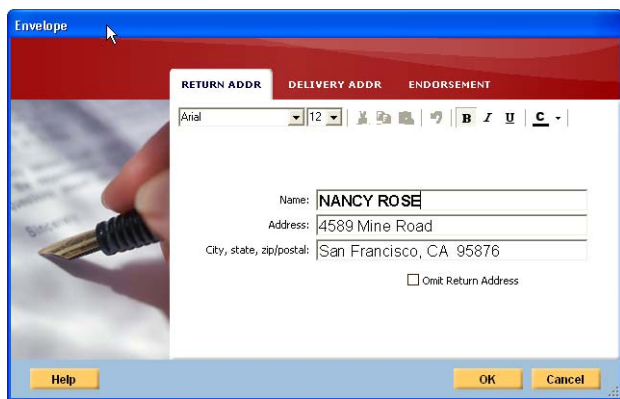 Envelope
RETURN ADDR DELIVERY ADDR ENDORSEMENT
Arial 12 B I U C
Name: NANCY ROSE
Address: 4589 Mine Road
City, state, zip/postal: San Francisco, CA 95876
Omit Return Address
Sincerely
Help OK Cancel